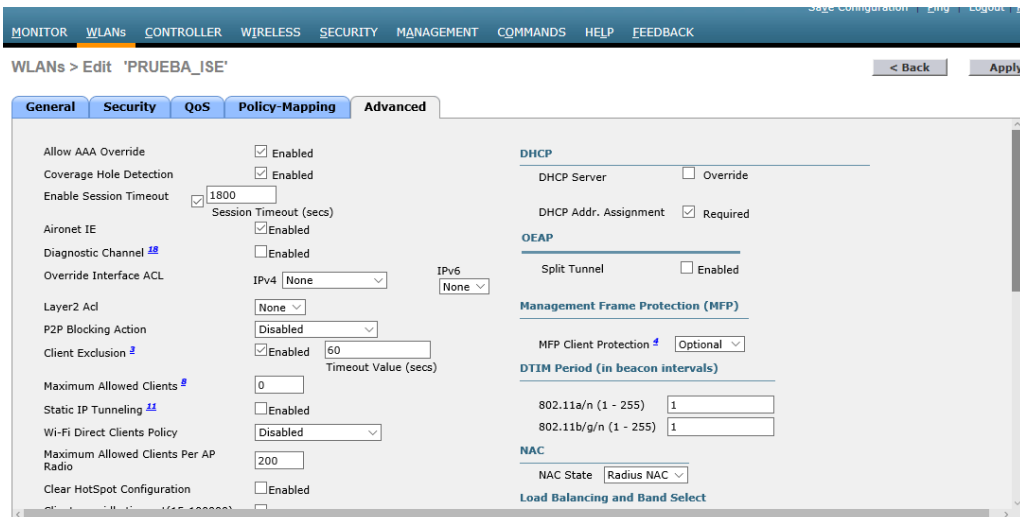 Save Configuration | Ping | Logout |
MONITOR WLANs CONTROLLER WIRELESS SECURITY MANAGEMENT COMMANDS HELP FEEDBACK
WLANs > Edit 'PRUEBA_ISE'
< Back
Apply
General Security QoS Policy-Mapping Advanced
Allow AAA Override Enabled
Coverage Hole Detection Enabled
Enable Session Timeout 1800
Session Timeout (secs)
Aironet IE Enabled
Diagnostic Channel 18 Enabled
Override Interface ACL IPv4 None IPv6 None
Layer2 Acl None
P2P Blocking Action Disabled
Client Exclusion 3 Enabled 60
Timeout Value (secs)
Maximum Allowed Clients 8 0
Static IP Tunneling 11 Enabled
Wi-Fi Direct Clients Policy Disabled
Maximum Allowed Clients Per AP
Radio 200
Clear HotSpot Configuration Enabled
DHCP
DHCP Server Override
DHCP Addr. Assignment Required
OEAP
Split Tunnel Enabled
Management Frame Protection (MFP)
MFP Client Protection 4 Optional
DTIM Period (in beacon intervals)
802.11a/n (1 - 255) 1
802.11b/g/n (1 - 255) 1
NAC
NAC State Radius NAC
Load Balancing and Band Select